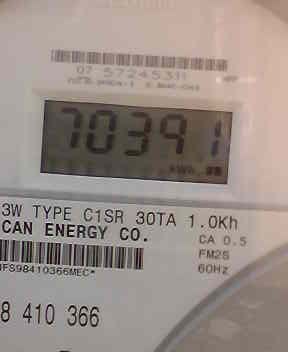 07 57245311
70391
kWh
3W TYPE C1SR 30TA 1.0Kh
CAN ENERGY CO.
CA 0.5
FM2S
60Hz
IFS98410366MEC*
8 410 366